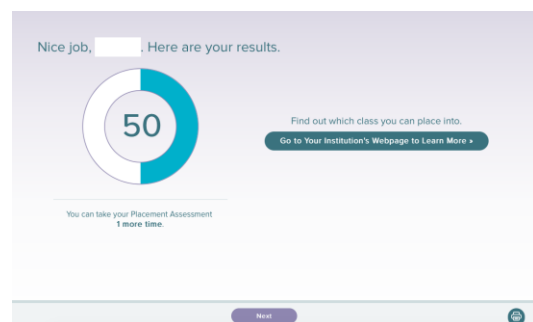 Nice job, . Here are your results.
50
Find out which class you can place into.
Go to Your Institution's Webpage to Learn More »
You can take your Placement Assessment
1 more time.
Next